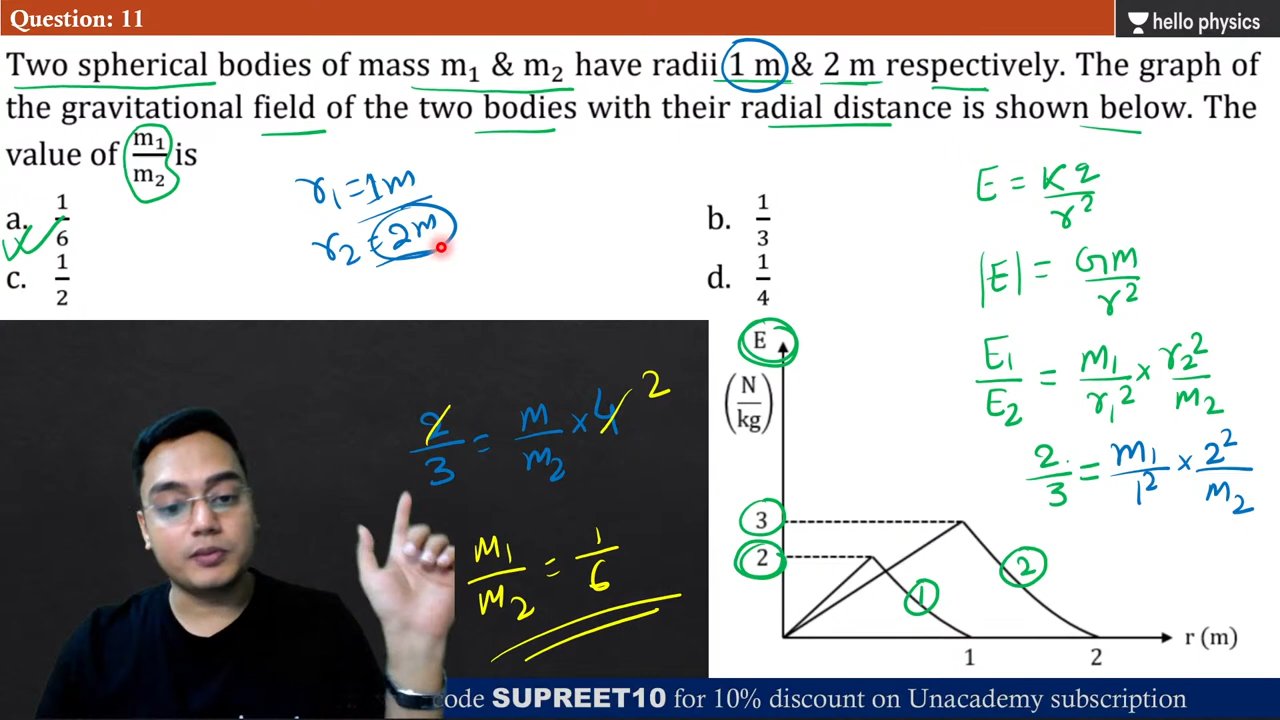 Question: 11
hello physics
Two spherical bodies of mass m₁ & m₂ have radii 1 m & 2 m respectively. The graph of
the gravitational field of the two bodies with their radial distance is shown below. The
value of m₁/m₂ is
a. 1/6
b. 1/3
c. 1/2
d. 1/4
r₁ = 1m
r₂ = 2m
E = K2/r²
|E| = Gm/r²
E₁/E₂ = m₁/r₁² × r₂²/m₂
2/3 = m₁/1² × 2²/m₂
2/3 = m/m₂ × 4 2
m₁/m₂ = 1/6
E
(N/kg)
3
2
1
2
r (m)
1
2
code SUPREET10 for 10% discount on Unacademy subscription